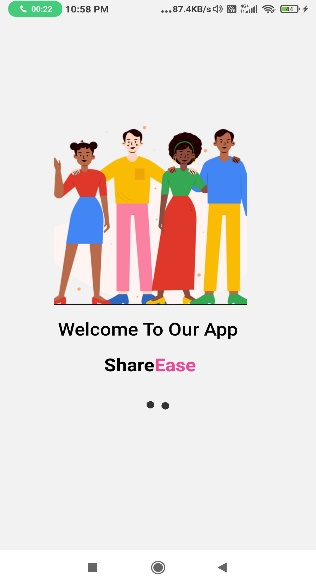 00:22 10:58 PM ...87.4KB/s
Welcome To Our App
ShareEase